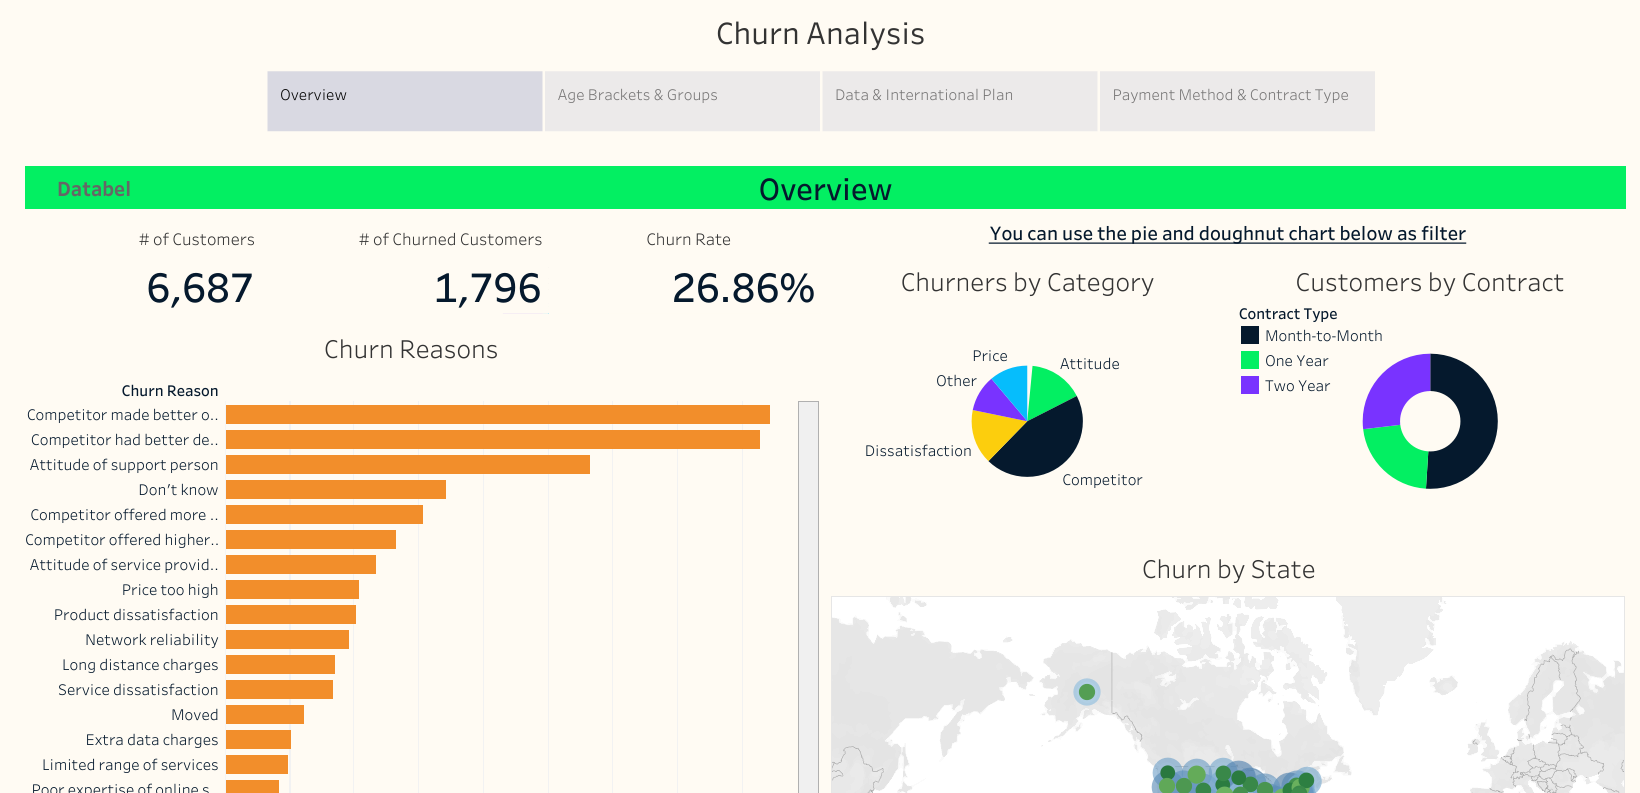 Churn Analysis
Overview
Age Brackets & Groups
Data & International Plan
Payment Method & Contract Type
Databel
Overview
# of Customers
6,687
# of Churned Customers
1,796
Churn Rate
26.86%
You can use the pie and doughnut chart below as filter
Churn Reasons
Churn Reason
Competitor made better o..
Competitor had better de..
Attitude of support person
Don't know
Competitor offered more ..
Competitor offered higher..
Attitude of service provid..
Price too high
Product dissatisfaction
Network reliability
Long distance charges
Service dissatisfaction
Moved
Extra data charges
Limited range of services
Poor expertise of online s..
Churners by Category
Price
Attitude
Other
Dissatisfaction
Competitor
Customers by Contract
Contract Type
Month-to-Month
One Year
Two Year
Churn by State